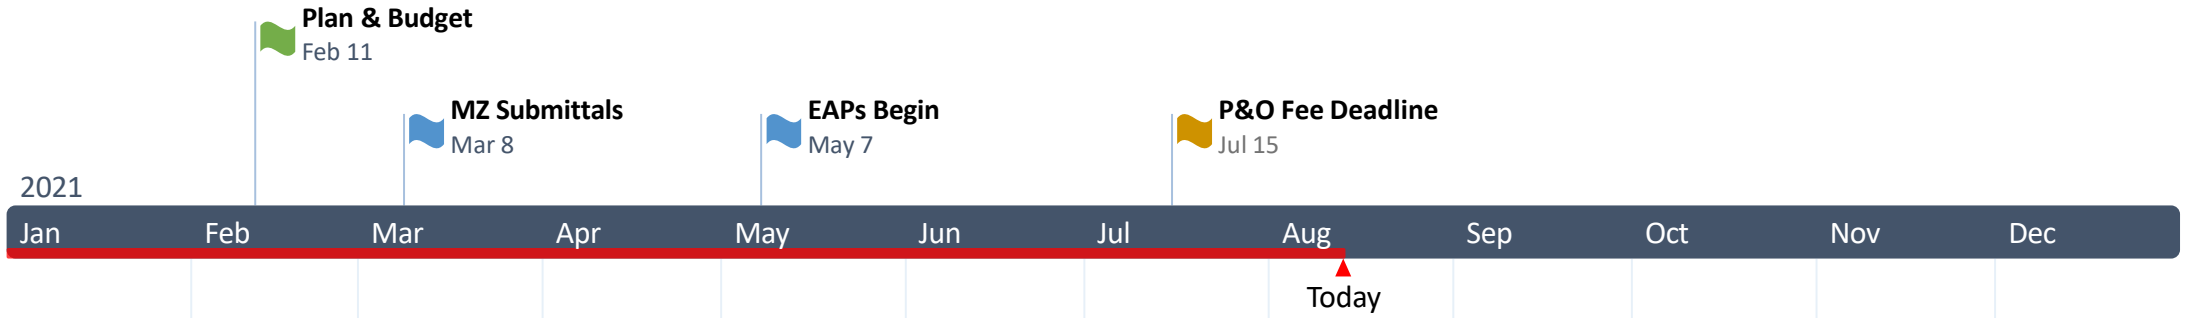 Plan & Budget
Feb 11
MZ Submittals
Mar 8
EAPs Begin
May 7
P&O Fee Deadline
Jul 15
2021
Jan Feb Mar Apr May Jun Jul Aug Sep Oct Nov Dec
Today